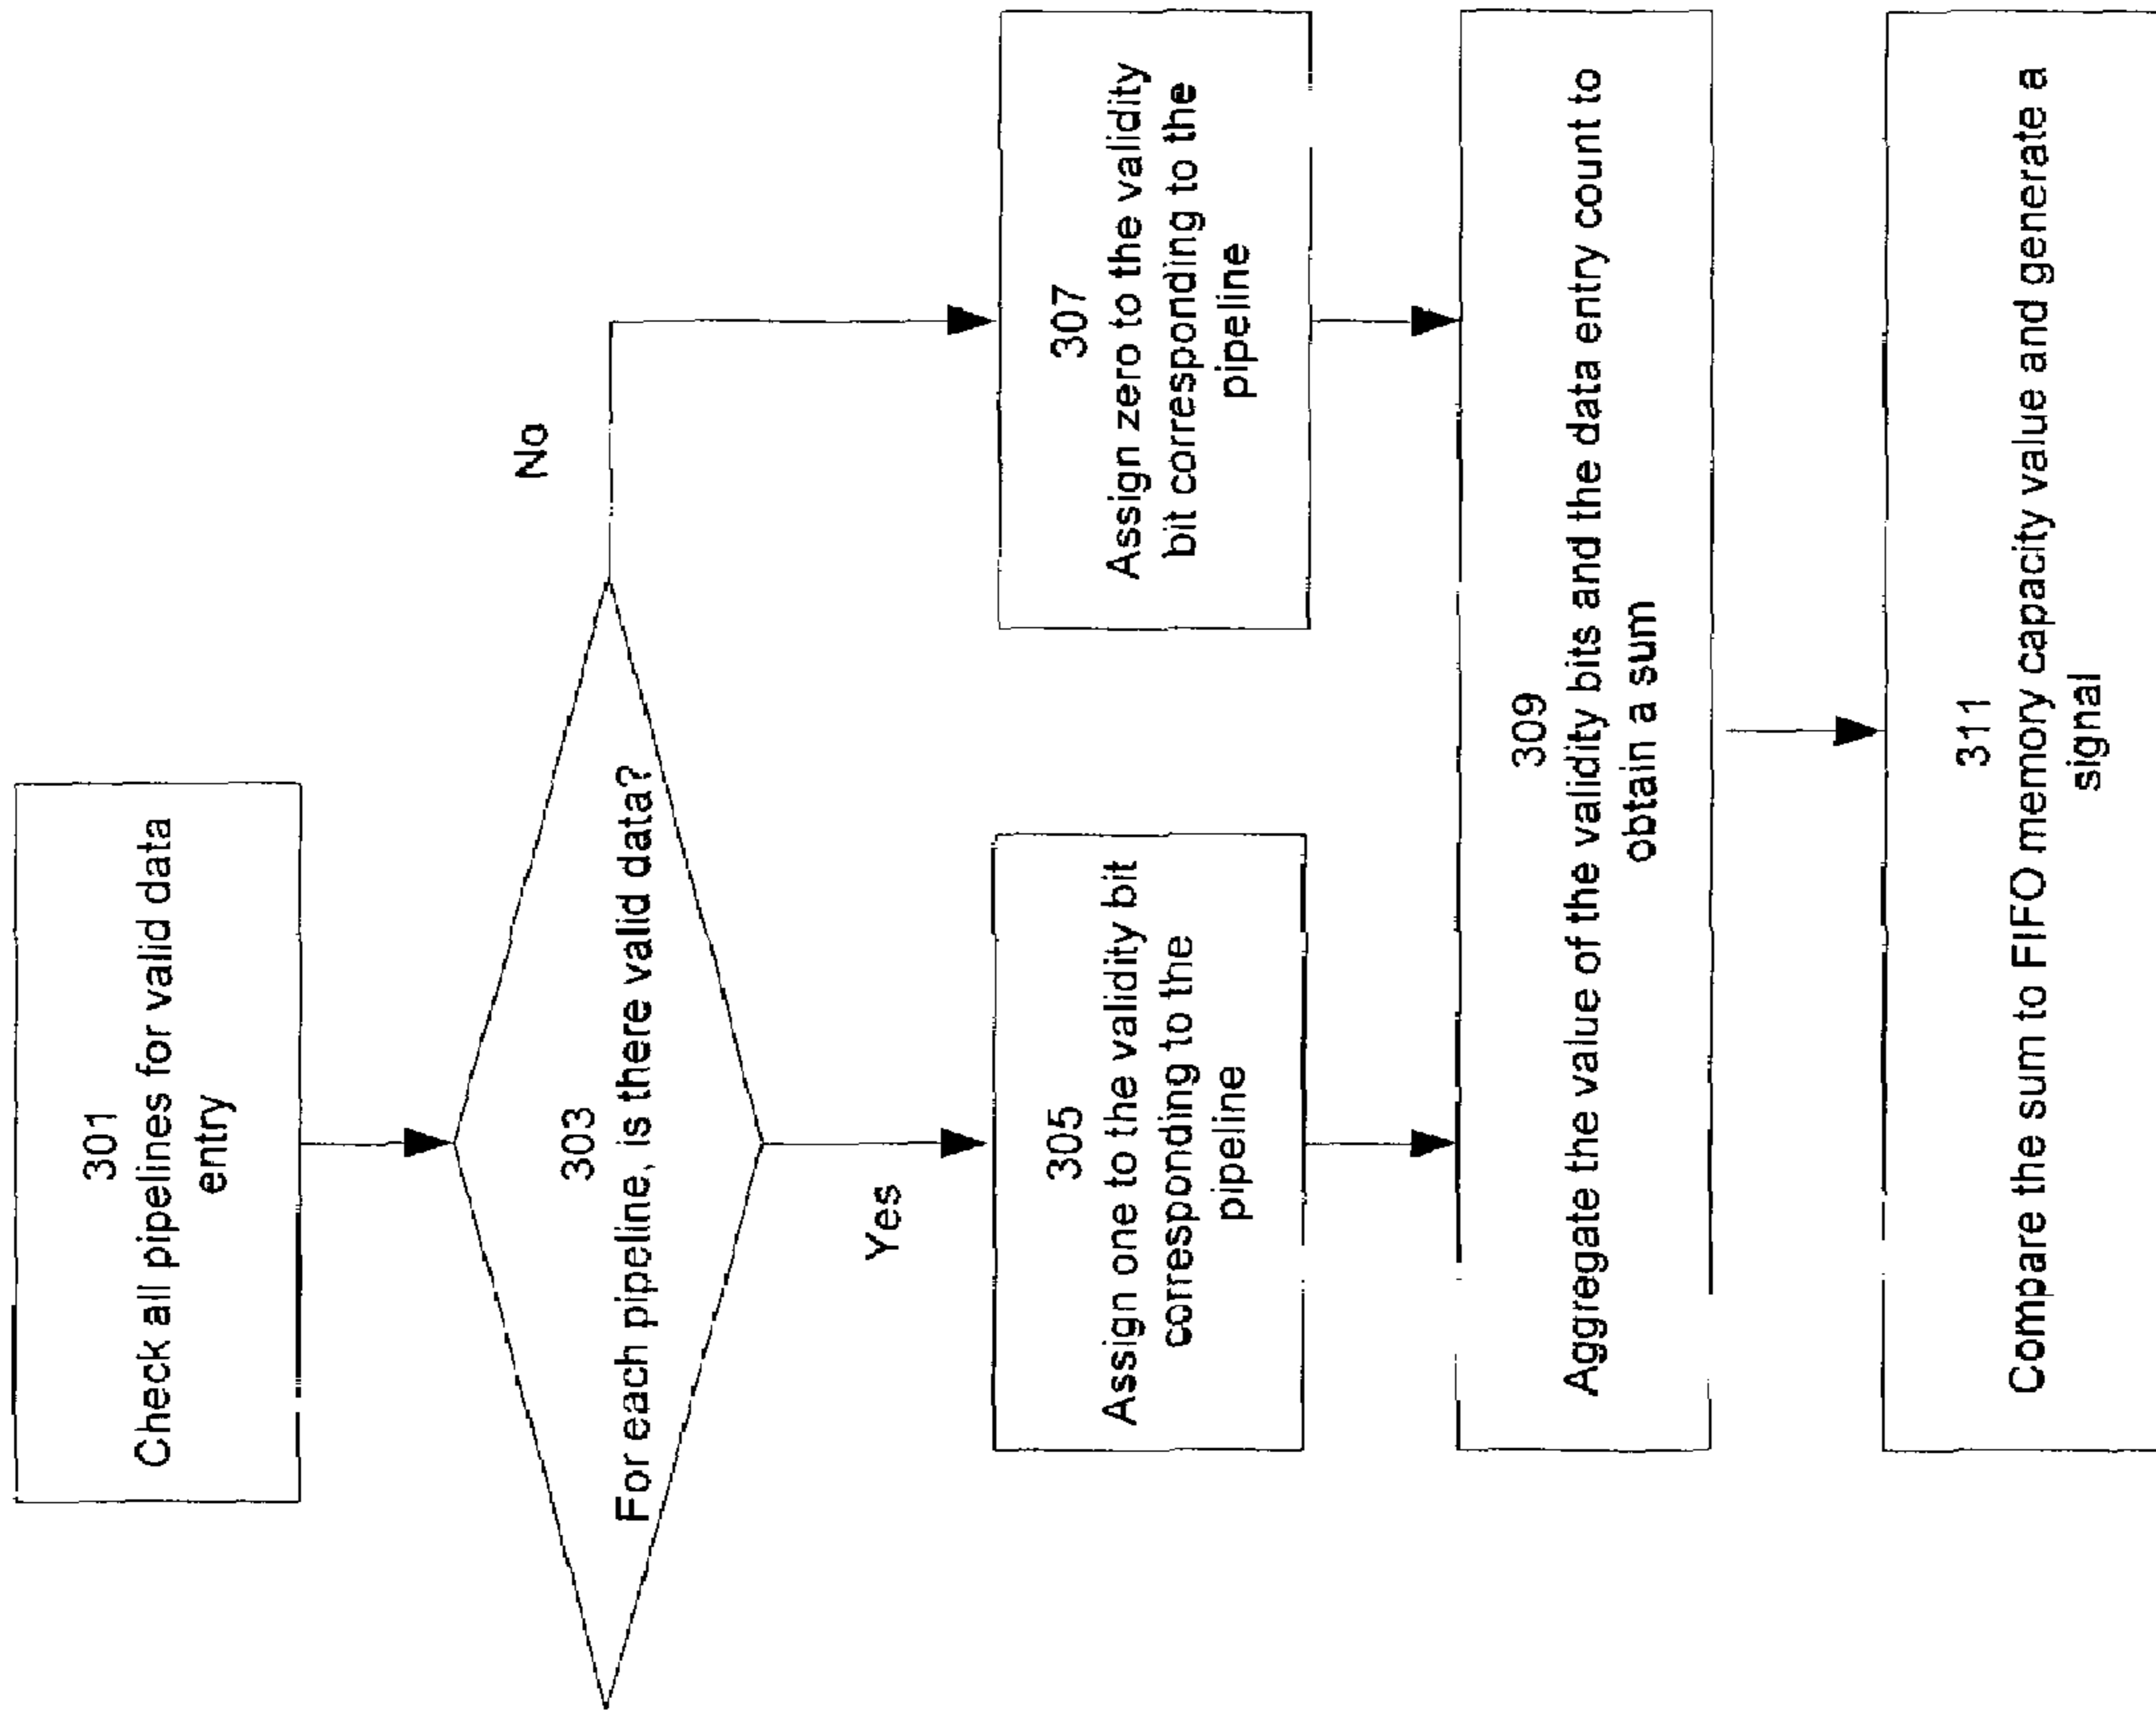 301
Check all pipelines for valid data
entry
303
For each pipeline, is there valid data?
No
Yes
305
Assign one to the validity bit
corresponding to the
pipeline
307
Assign zero to the validity
bit corresponding to the
pipeline
309
Aggregate the value of the validity bits and the data entry count to
obtain a sum
311
Compare the sum to FIFO memory capacity value and generate a
signal